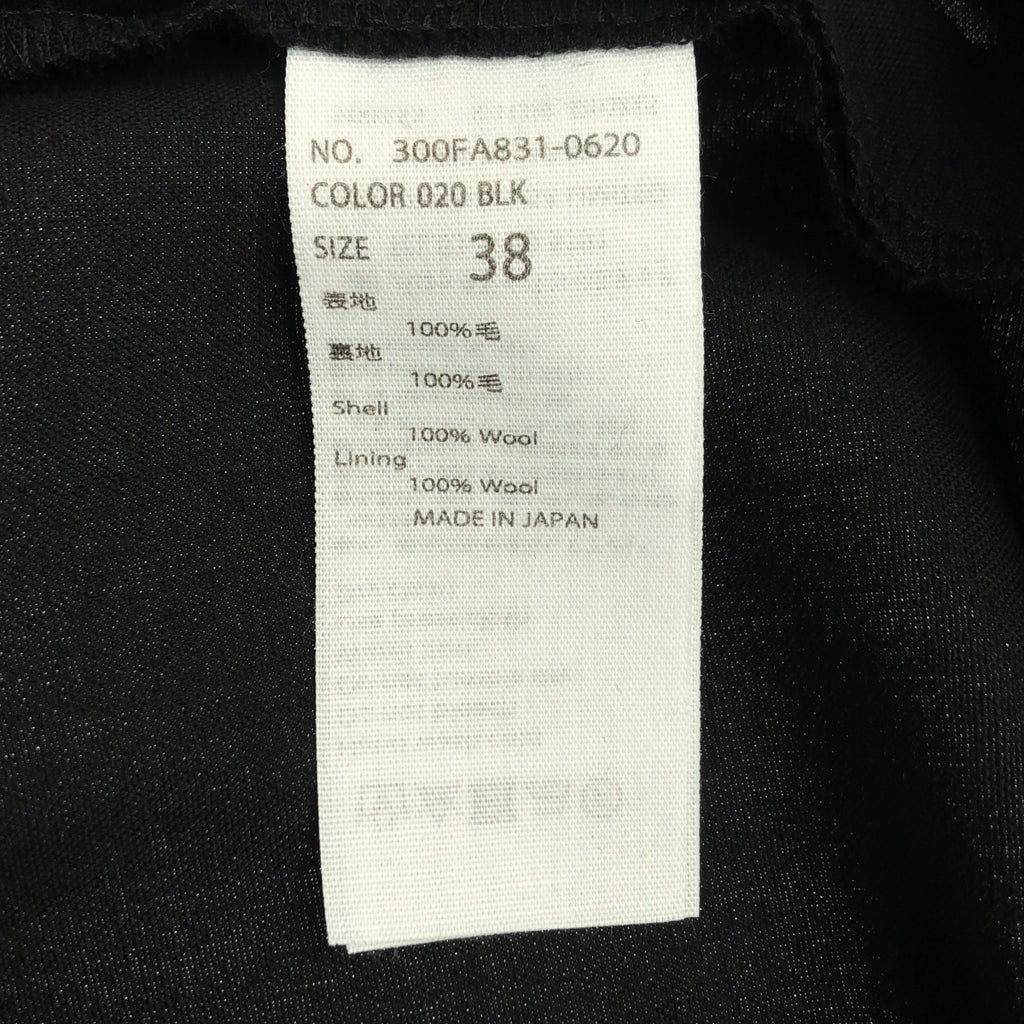 NO. 300FA831-0620
COLOR 020 BLK
SIZE 38
表地
100%毛
裏地
100%毛
Shell
100% Wool
Lining
100% Wool
MADE IN JAPAN